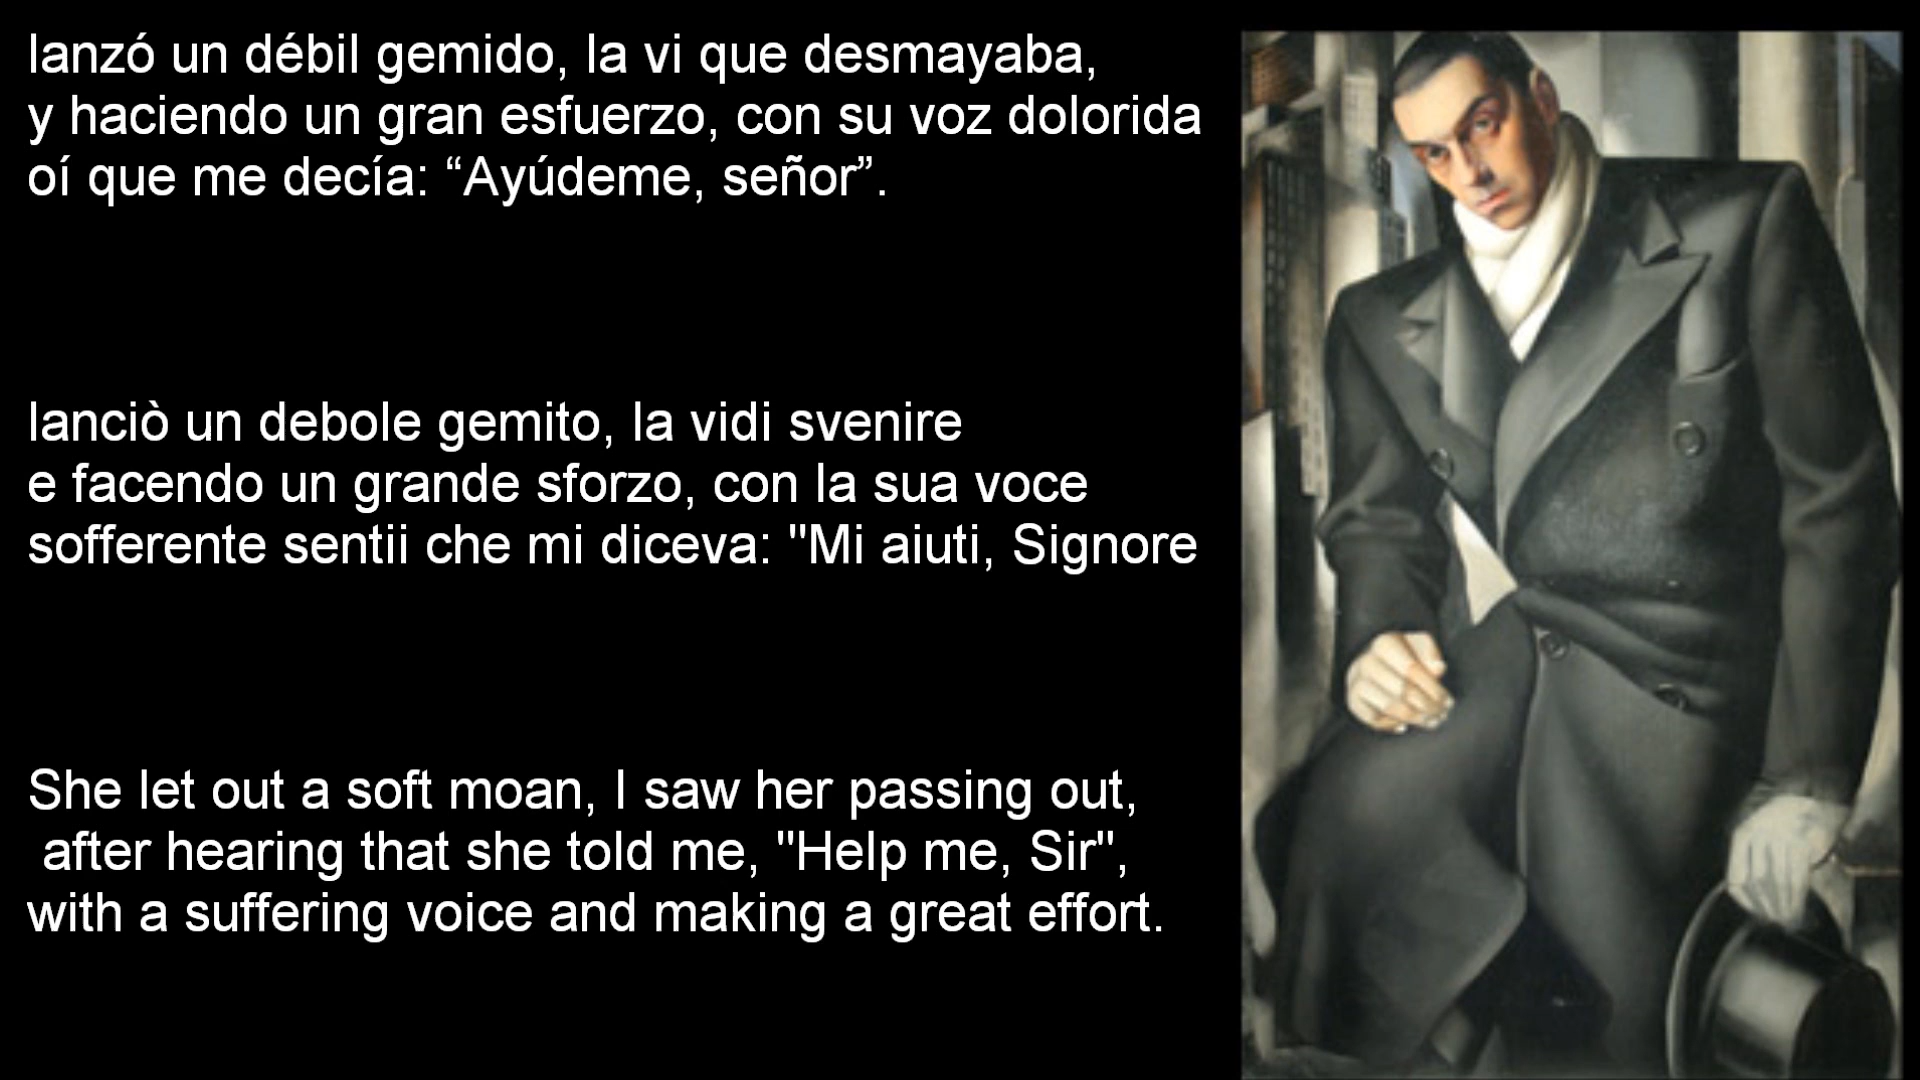 lanzó un débil gemido, la vi que desmayaba,
y haciendo un gran esfuerzo, con su voz dolorida
oí que me decía: “Ayúdeme, señor”.
lanciò un debole gemito, la vidi svenire
e facendo un grande sforzo, con la sua voce
sofferente sentii che mi diceva: "Mi aiuti, Signore
She let out a soft moan, I saw her passing out,
after hearing that she told me, "Help me, Sir",
with a suffering voice and making a great effort.